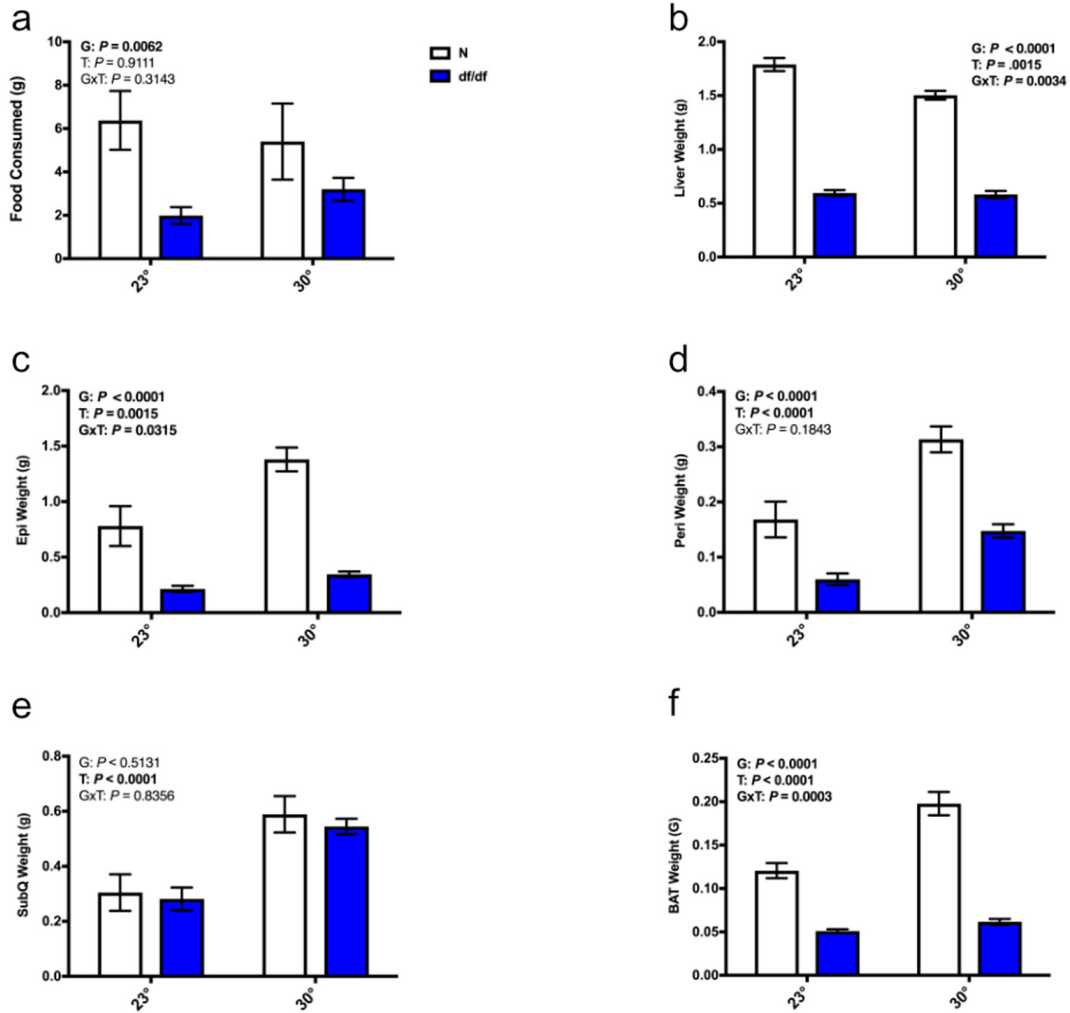 a
10
8
6
4
2
0
Food Consumed (g)
G: P = 0.0062
T: P = 0.9111
GxT: P = 0.3143
23°
30°
N
df/df
b
2.0
1.5
1.0
0.5
0.0
Liver Weight (g)
G: P < 0.0001
T: P = .0015
GxT: P = 0.0034
23°
30°
c
2.0
1.5
1.0
0.5
0.0
Epi Weight (g)
G: P < 0.0001
T: P = 0.0015
GxT: P = 0.0315
23°
30°
d
0.4
0.3
0.2
0.1
0.0
Peri Weight (g)
G: P < 0.0001
T: P < 0.0001
GxT: P = 0.1843
23°
30°
e
0.8
0.6
0.4
0.2
0.0
SubQ Weight (g)
G: P < 0.5131
T: P < 0.0001
GxT: P = 0.8356
23°
30°
f
0.25
0.20
0.15
0.10
0.05
0.00
BAT Weight (G)
G: P < 0.0001
T: P < 0.0001
GxT: P = 0.0003
23°
30°